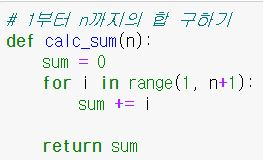 # 1부터 n까지의 합 구하기
def calc_sum(n):
    sum = 0
    for i in range(1, n+1):
        sum += i
    return sum